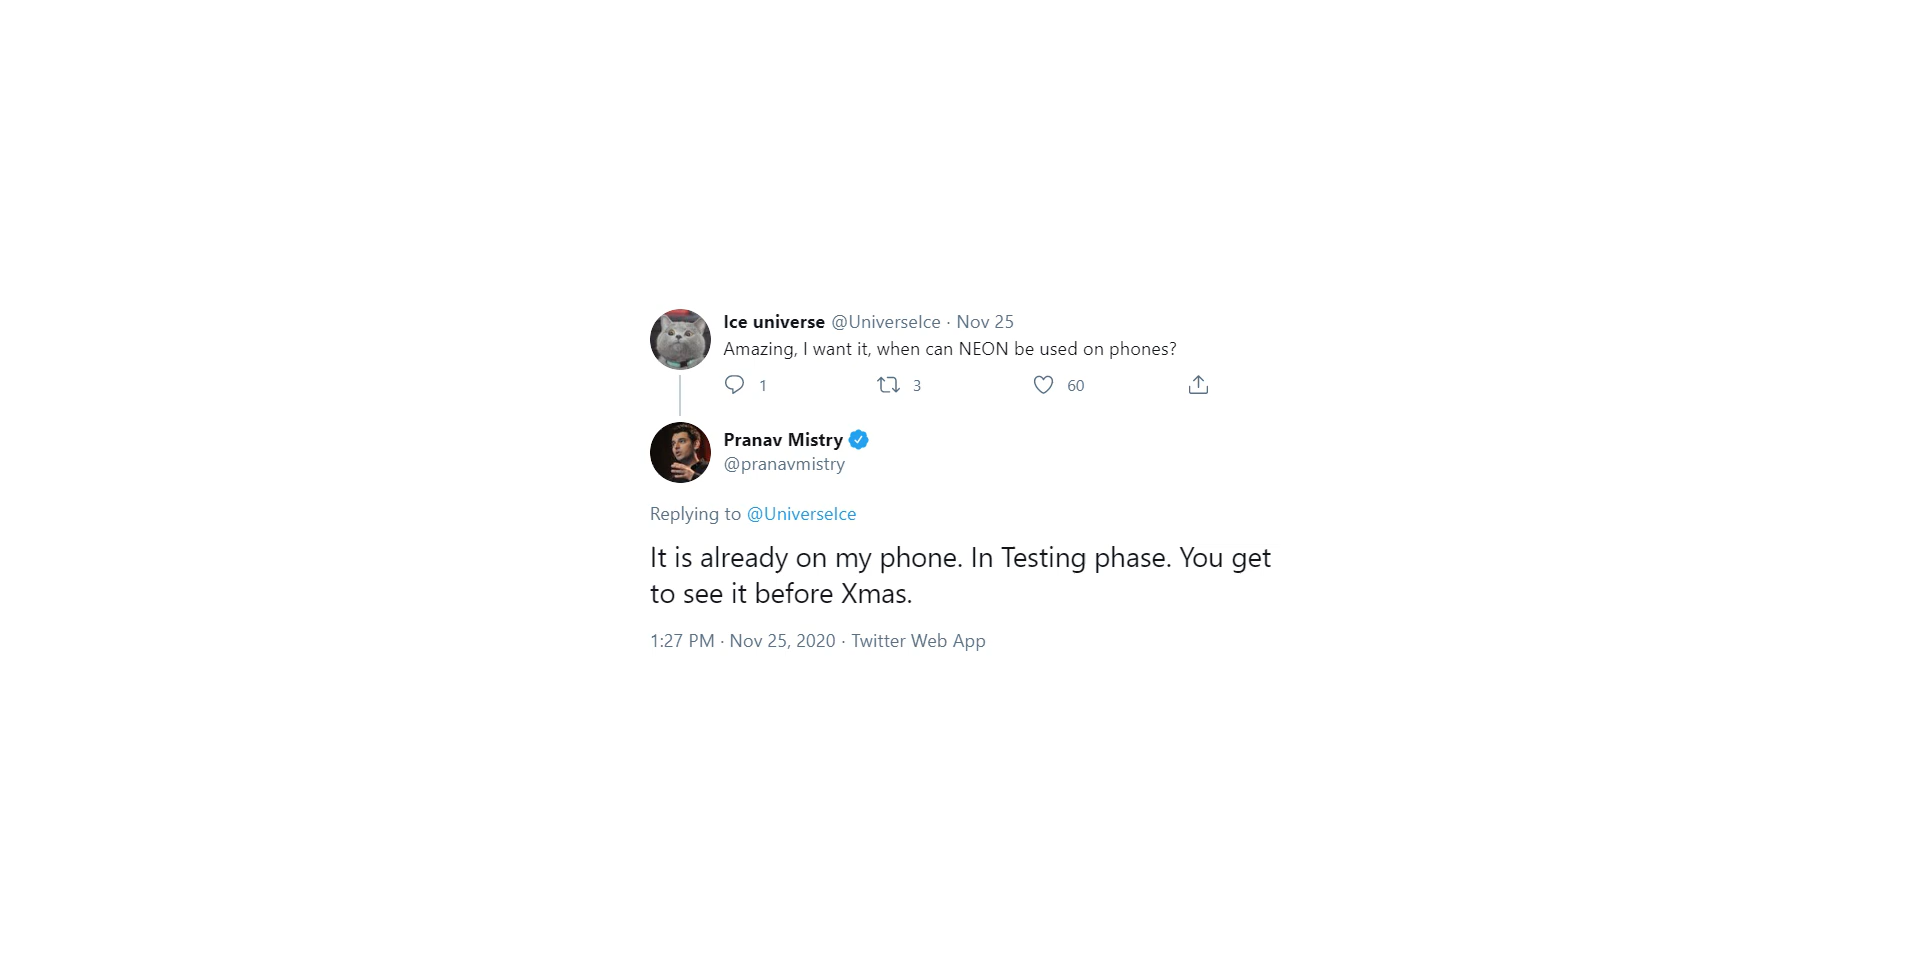 Ice universe @UniverseIce · Nov 25
Amazing, I want it, when can NEON be used on phones?
1 3 60
Pranav Mistry
@pranavmistry
Replying to @UniverseIce
It is already on my phone. In Testing phase. You get
to see it before Xmas.
1:27 PM · Nov 25, 2020 · Twitter Web App